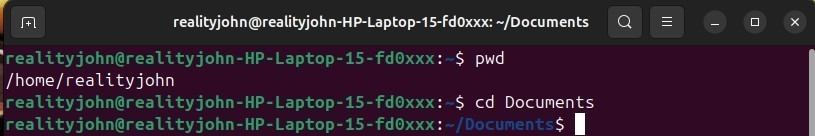 realityjohn@realityjohn-HP-Laptop-15-fd0xxx: ~/Documents
realityjohn@realityjohn-HP-Laptop-15-fd0xxx:~$ pwd
/home/realityjohn
realityjohn@realityjohn-HP-Laptop-15-fd0xxx:~$ cd Documents
realityjohn@realityjohn-HP-Laptop-15-fd0xxx:~/Documents$